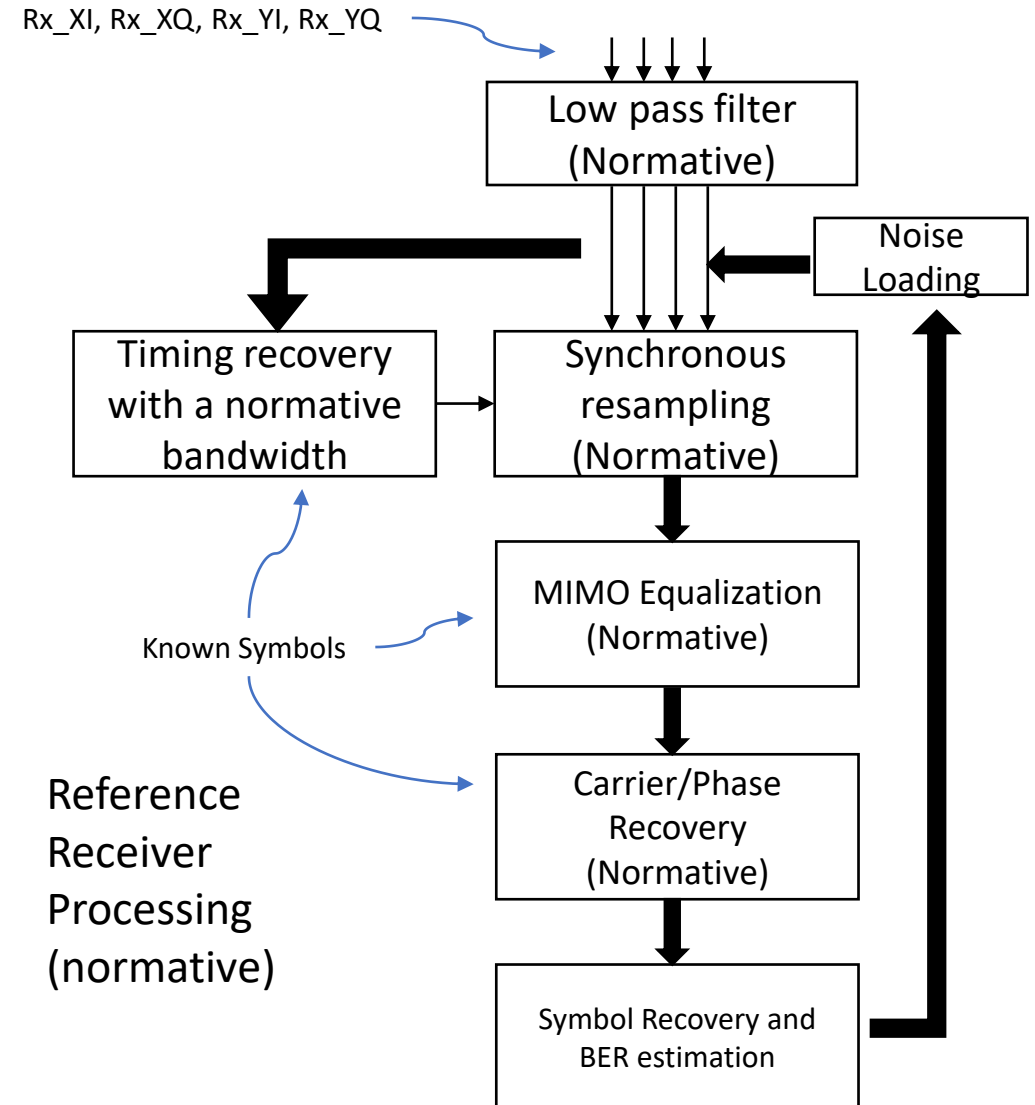 Rx_XI, Rx_XQ, Rx_YI, Rx_YQ
Low pass filter
(Normative)
Noise
Loading
Timing recovery
with a normative
bandwidth
Synchronous
resampling
(Normative)
MIMO Equalization
(Normative)
Known Symbols
Carrier/Phase
Recovery
(Normative)
Reference
Receiver
Processing
(normative)
Symbol Recovery and
BER estimation